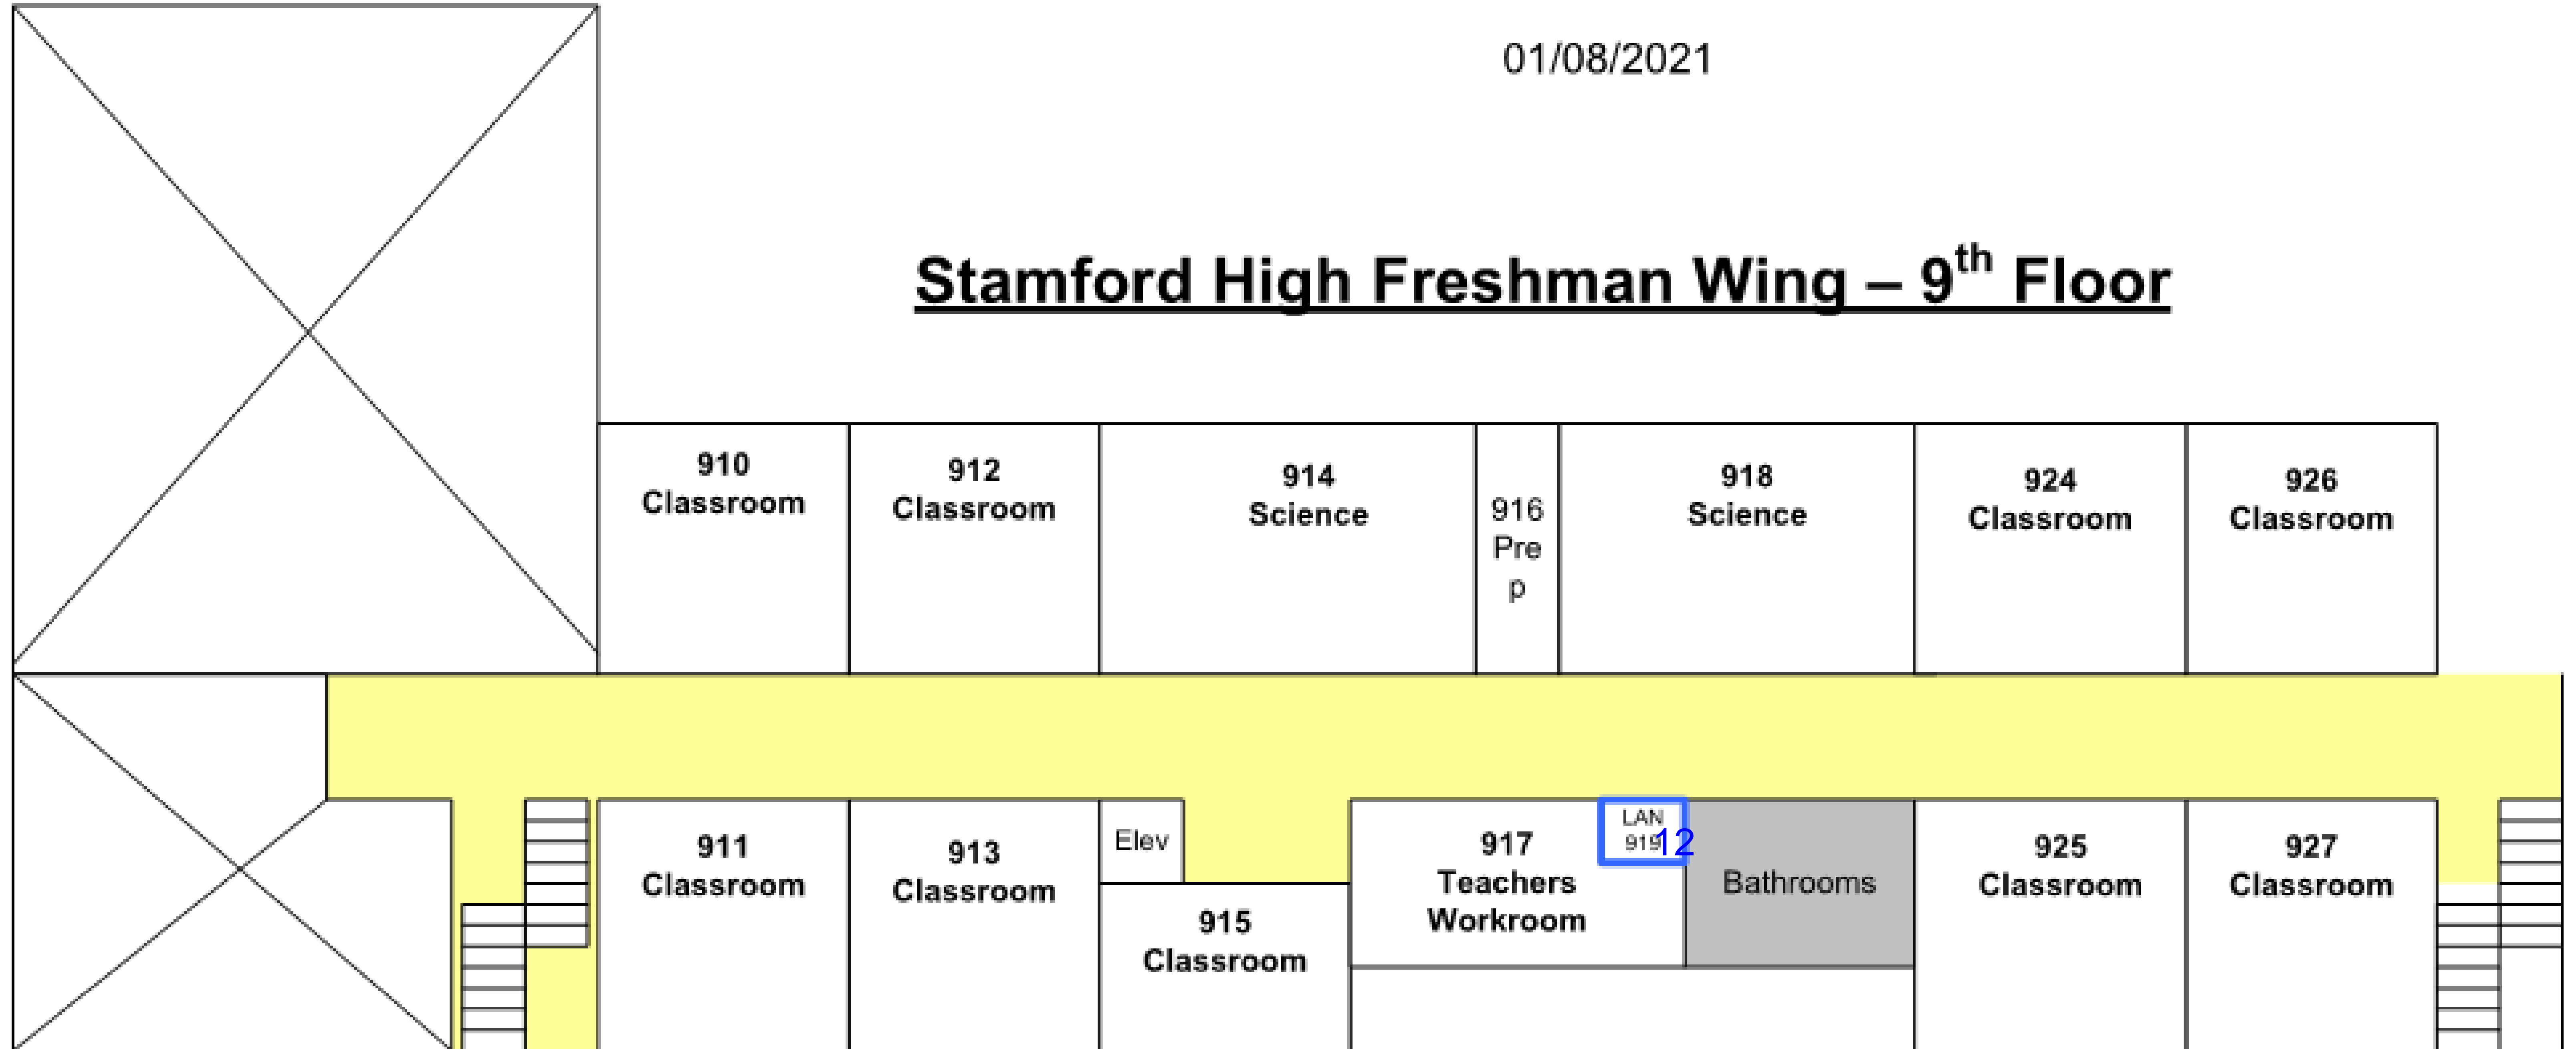 01/08/2021
Stamford High Freshman Wing – 9th Floor
910
Classroom
912
Classroom
914
Science
916
Pre
p
918
Science
924
Classroom
926
Classroom
911
Classroom
913
Classroom
Elev
915
Classroom
917
Teachers
Workroom
LAN
919
12
Bathrooms
925
Classroom
927
Classroom